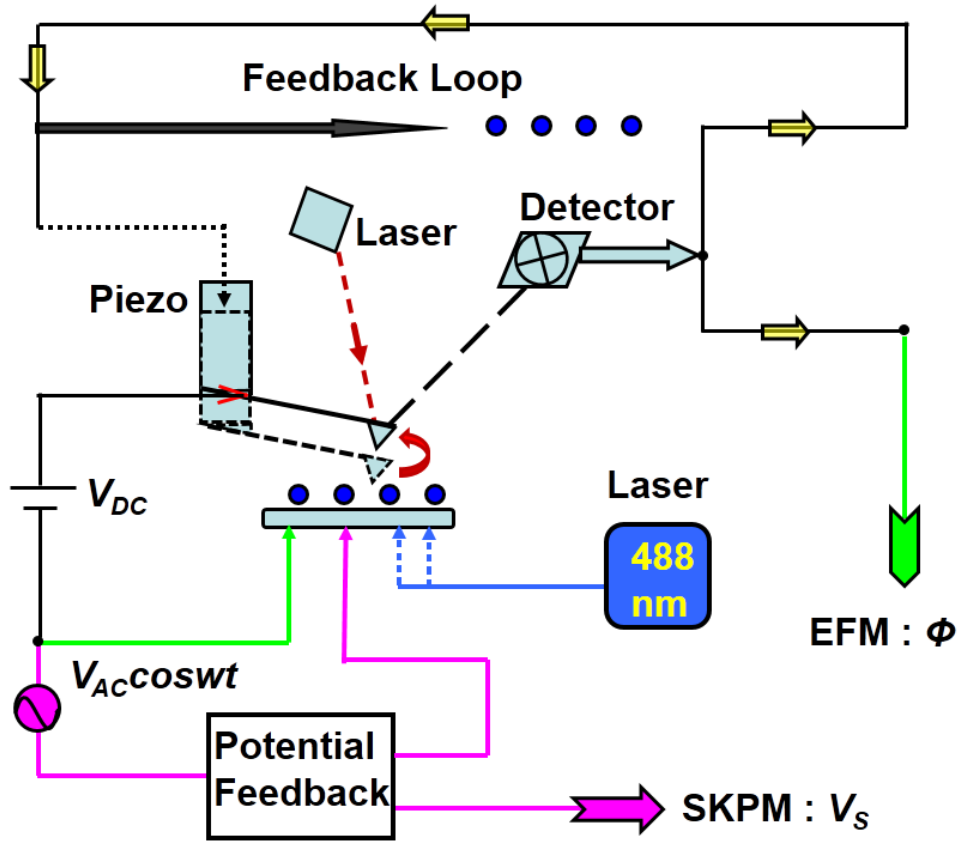 Feedback Loop
Detector
Laser
Piezo
V_DC
Laser
488
nm
EFM : Φ
V_AC coswt
Potential
Feedback
SKPM : V_S